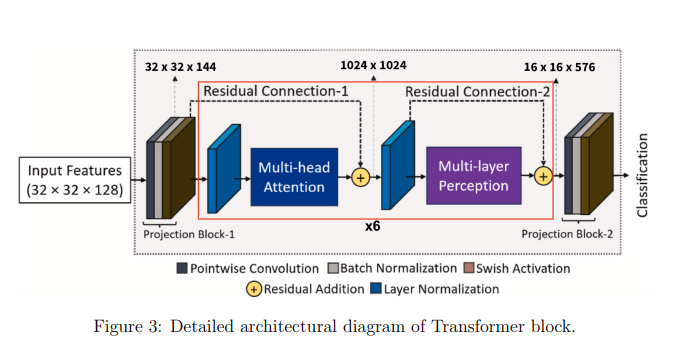 32 x 32 x 144
1024 x 1024
16 x 16 x 576
Residual Connection-1
Residual Connection-2
Input Features
(32 × 32 × 128)
Multi-head
Attention
+
Multi-layer
Perception
+
Classification
Projection Block-1
x6
Projection Block-2
Pointwise Convolution
Batch Normalization
Swish Activation
+ Residual Addition
Layer Normalization
Figure 3: Detailed architectural diagram of Transformer block.